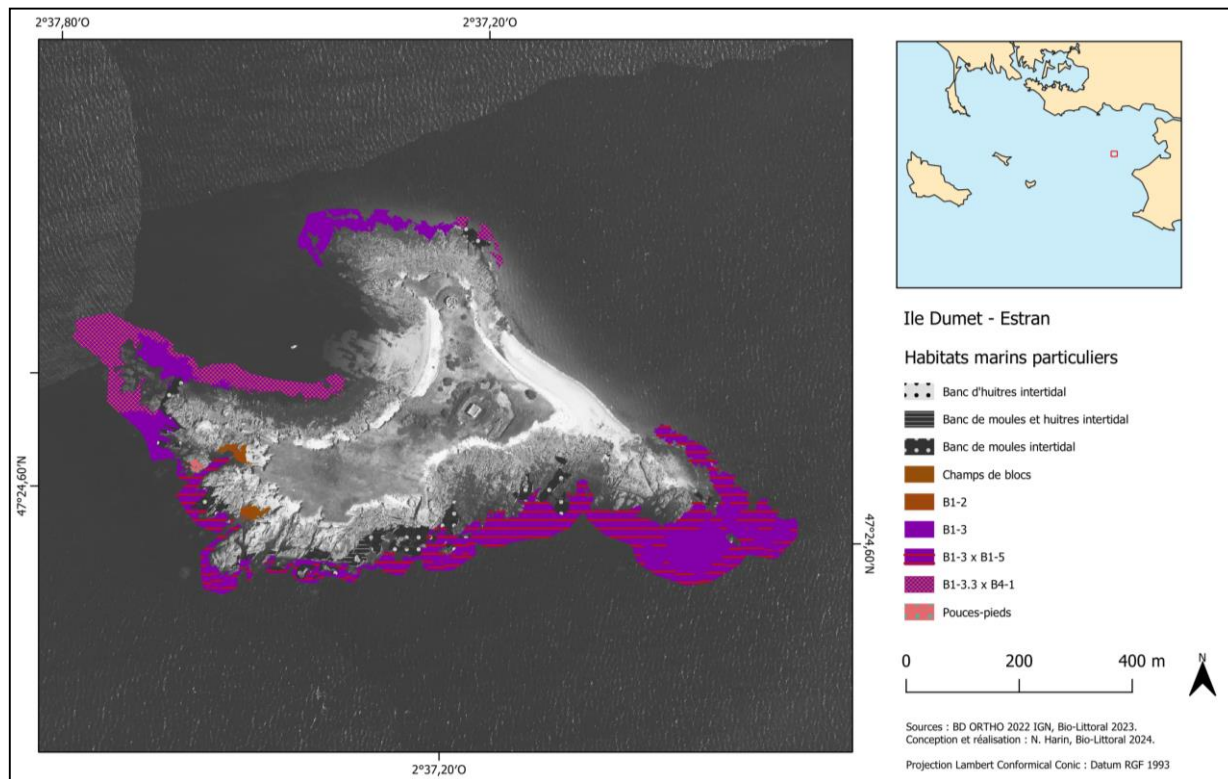 2°37,80'O
2°37,20'O
47°24,60'N
47°24,60'N
2°37,20'O
Ile Dumet - Estran
Habitats marins particuliers
Banc d'huitres intertidal
Banc de moules et huitres intertidal
Banc de moules intertidal
Champs de blocs
B1-2
B1-3
B1-3 x B1-5
B1-3.3 x B4-1
Pouces-pieds
0 200 400 m
N
Sources : BD ORTHO 2022 IGN, Bio-Littoral 2023.
Conception et réalisation : N. Harin, Bio-Littoral 2024.
Projection Lambert Conformical Conic : Datum RGF 1993